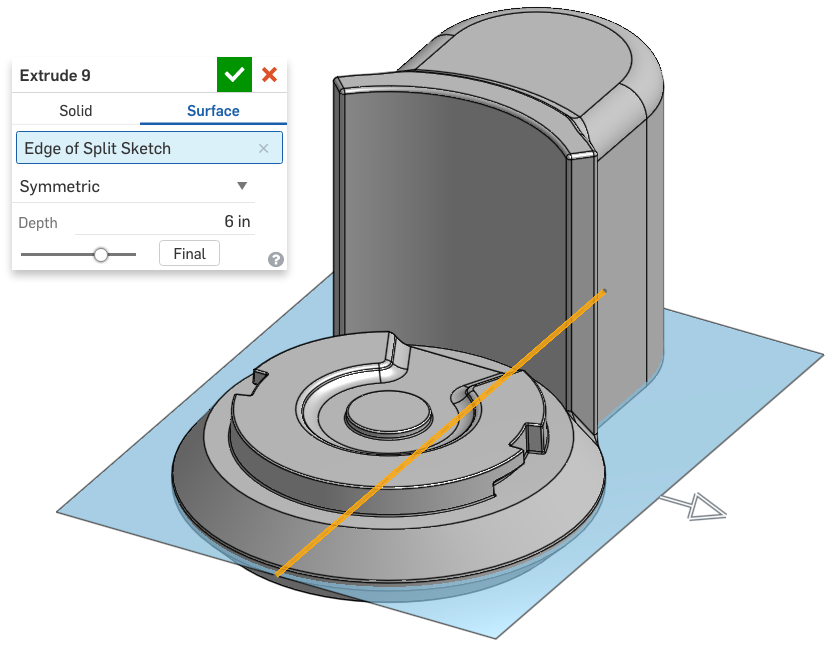 Extrude 9
Solid Surface
Edge of Split Sketch
Symmetric
Depth 6 in
Final